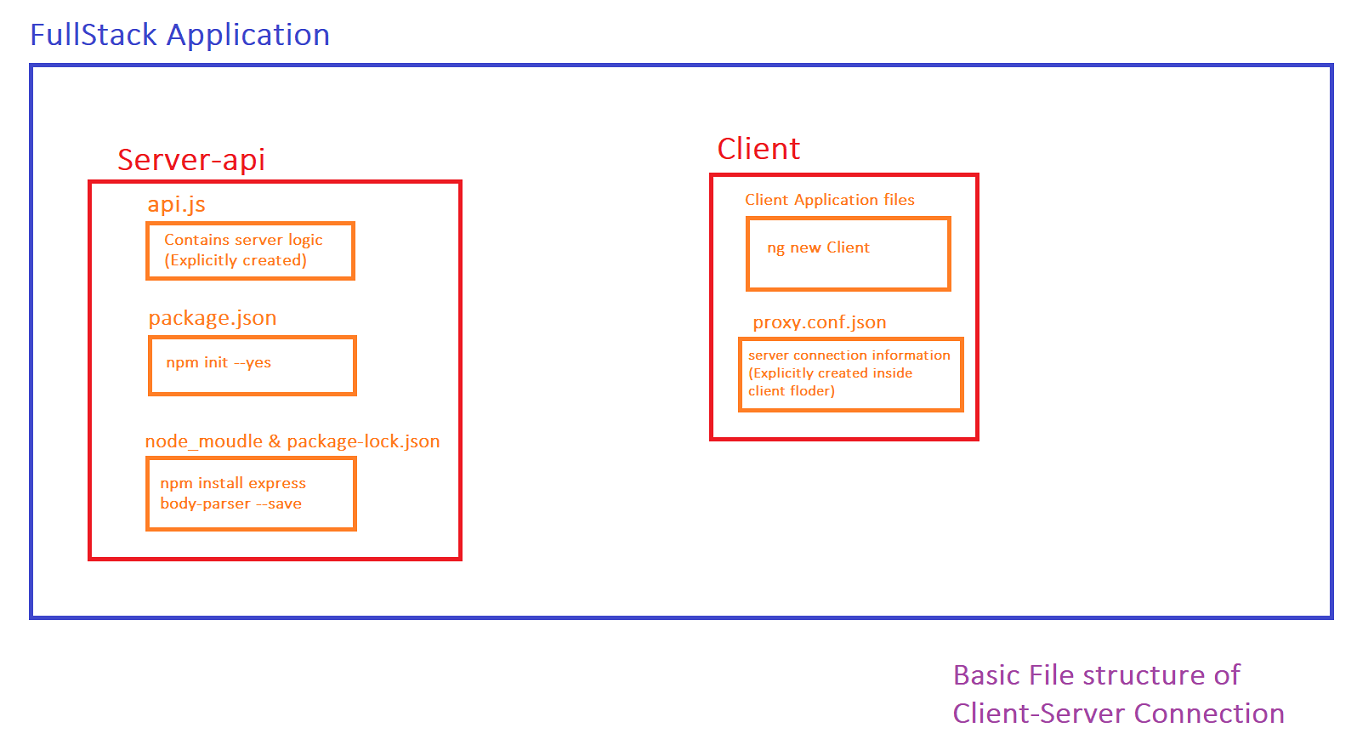 FullStack Application
Server-api
api.js
Contains server logic
(Explicitly created)
package.json
npm init --yes
node_moudle & package-lock.json
npm install express
body-parser --save
Client
Client Application files
ng new Client
proxy.conf.json
server connection information
(Explicitly created inside
client floder)
Basic File structure of
Client-Server Connection